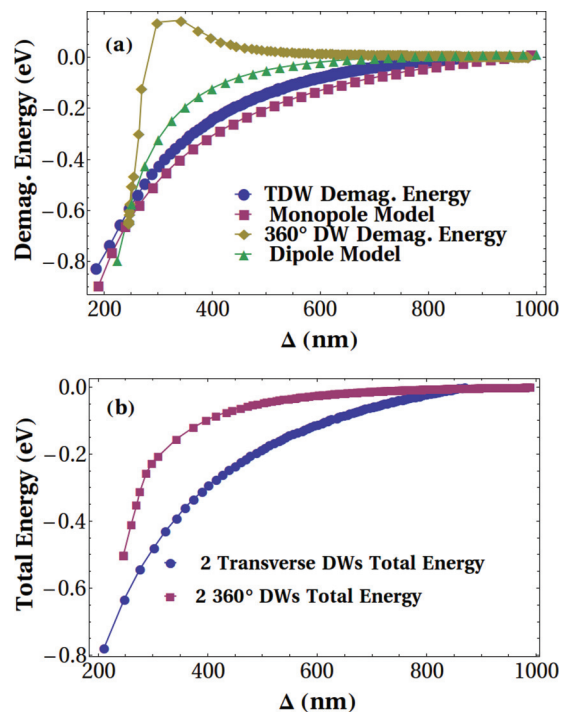 (a)
0.0
−0.2
−0.4
−0.6
−0.8
Demag. Energy (eV)
TDW Demag. Energy
Monopole Model
360° DW Demag. Energy
Dipole Model
200 400 600 800 1000
Δ (nm)
(b)
0.0
−0.2
−0.4
−0.6
−0.8
Total Energy (eV)
2 Transverse DWs Total Energy
2 360° DWs Total Energy
200 400 600 800 1000
Δ (nm)